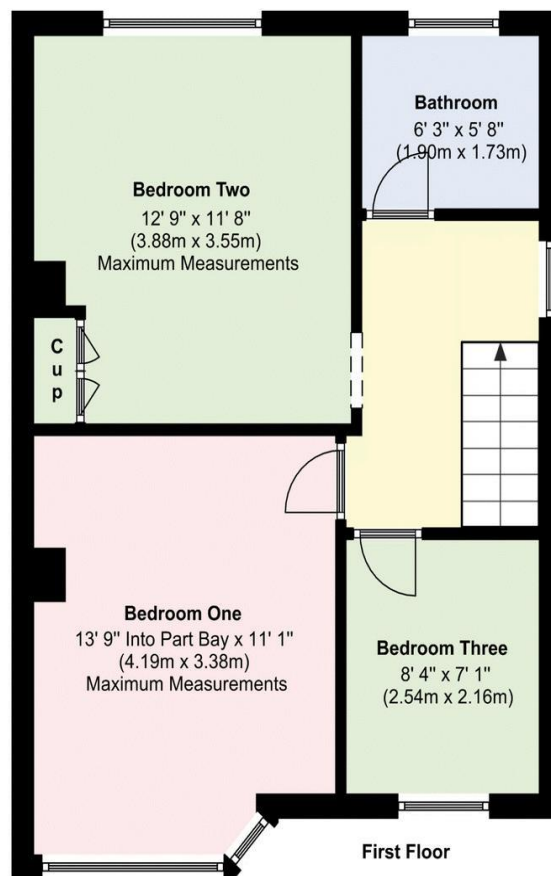 Bathroom
6' 3" x 5' 8"
(1.90m x 1.73m)
Bedroom Two
12' 9" x 11' 8"
(3.88m x 3.55m)
Maximum Measurements
C
u
p
Bedroom One
13' 9" Into Part Bay x 11' 1"
(4.19m x 3.38m)
Maximum Measurements
Bedroom Three
8' 4" x 7' 1"
(2.54m x 2.16m)
First Floor